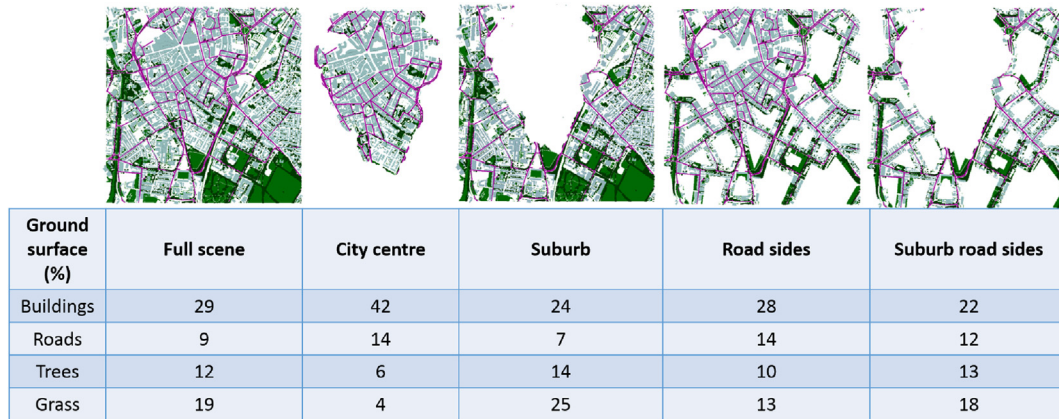 Ground surface (%) Full scene City centre Suburb Road sides Suburb road sides
Buildings 29 42 24 28 22
Roads 9 14 7 14 12
Trees 12 6 14 10 13
Grass 19 4 25 13 18